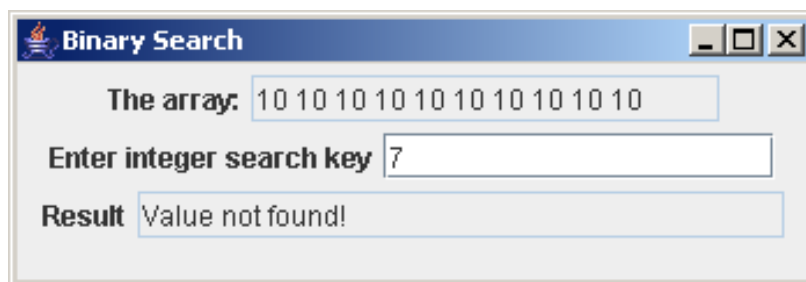 Binary Search
The array: 10 10 10 10 10 10 10 10 10 10
Enter integer search key 7
Result Value not found!